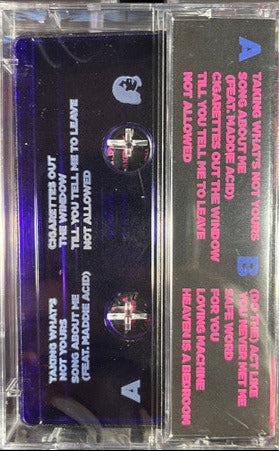 A
TAKING WHAT'S NOT YOURS
SONG ABOUT ME
(FEAT. MADDIE ACID)
CIGARETTES OUT THE WINDOW
TILL YOU TELL ME TO LEAVE
NOT ALLOWED
B
(DO THE) ACT LIKE
YOU NEVER MET ME
SAFE WORD
FOR YOU
LOVING MACHINE
HEAVEN IS A BEDROOM
A
TAKING WHAT'S
NOT YOURS
SONG ABOUT ME
(FEAT. MADDIE ACID)
CIGARETTES OUT
THE WINDOW
TILL YOU TELL ME TO LEAVE
NOT ALLOWED